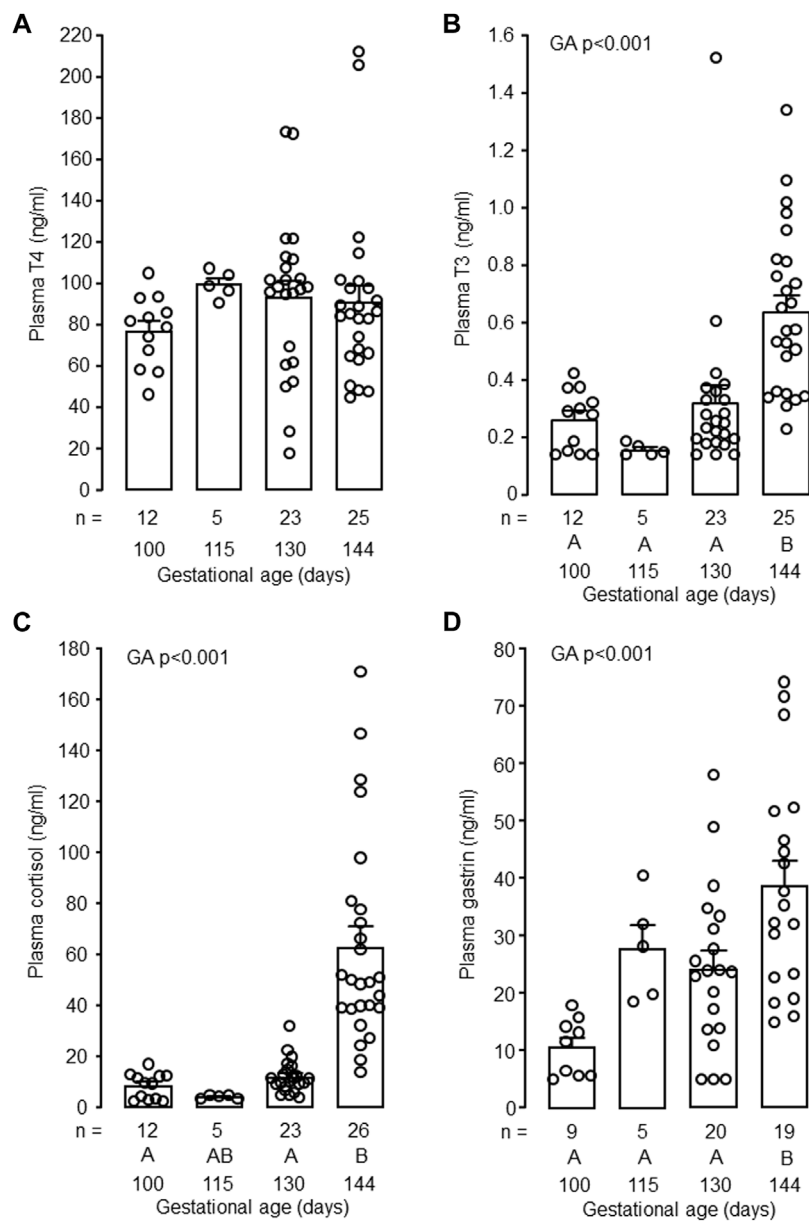 A
220
200
180
160
140
120
100
80
60
40
20
0
Plasma T4 (ng/ml)
n = 12 5 23 25
100 115 130 144
Gestational age (days)
B
GA p<0.001
1.6
1.4
1.2
1.0
0.8
0.6
0.4
0.2
0
Plasma T3 (ng/ml)
n = 12 5 23 25
A A A B
100 115 130 144
Gestational age (days)
C
GA p<0.001
180
160
140
120
100
80
60
40
20
0
Plasma cortisol (ng/ml)
n = 12 5 23 26
A AB A B
100 115 130 144
Gestational age (days)
D
GA p<0.001
80
70
60
50
40
30
20
10
0
Plasma gastrin (ng/ml)
n = 9 5 20 19
A A A B
100 115 130 144
Gestational age (days)